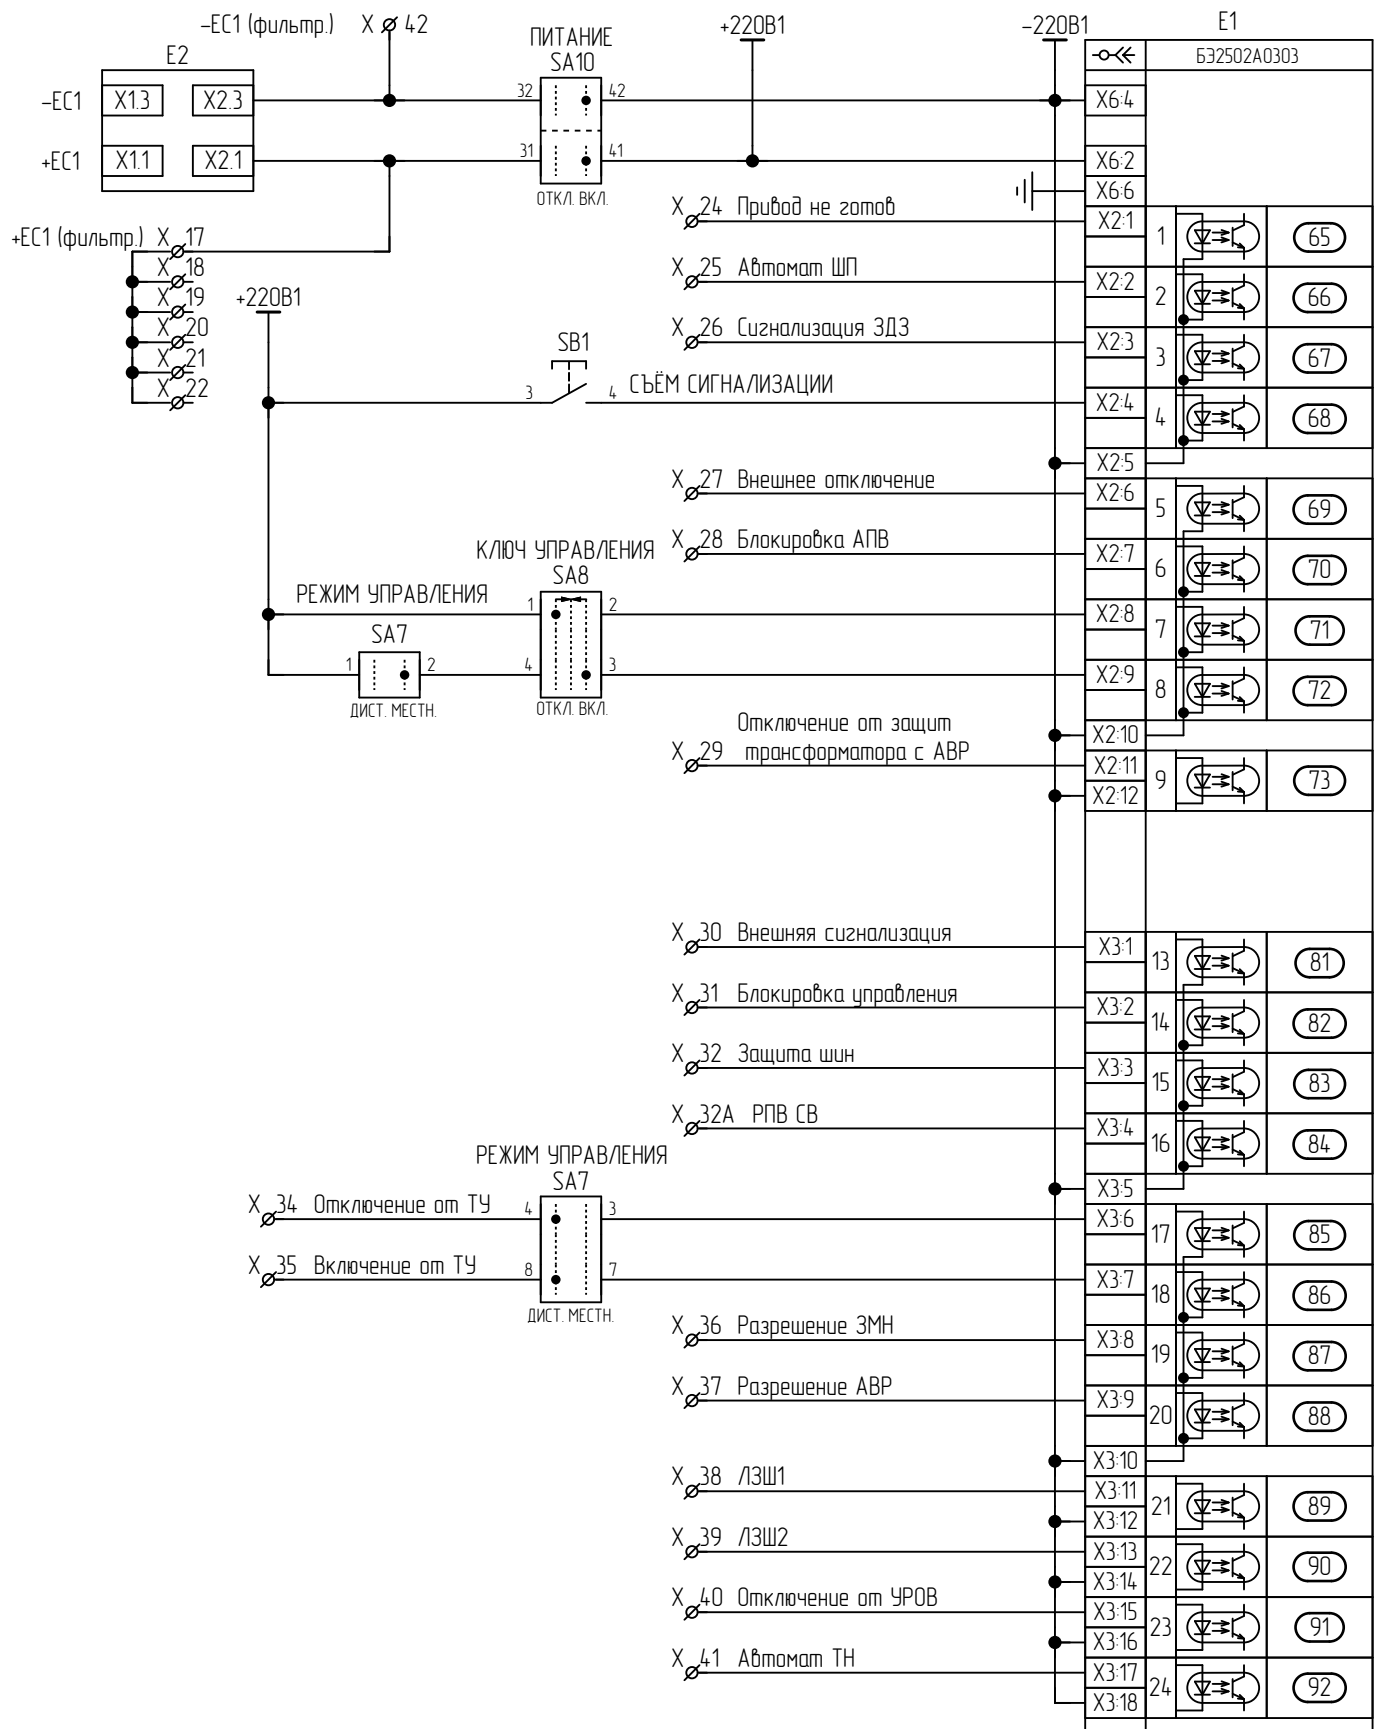 –ЕС1 (фильтр.) X 42
ПИТАНИЕ
SA10
+220В1
–220В1
E1
E2
БЭ2502А0303
–ЕС1 X1.3 X2.3 32 42 X6:4
+ЕС1 X1.1 X2.1 31 41 X6:2
ОТКЛ. ВКЛ.
X6:6
X 24 Привод не готов X2:1 1 65
+ЕС1 (фильтр.) X 17
X 18
X 19
X 20
X 21
X 22
X 25 Автомат ШП X2:2 2 66
+220В1
X 26 Сигнализация ЗДЗ X2:3 3 67
SB1
3 4 СЪЁМ СИГНАЛИЗАЦИИ X2:4 4 68
X2:5
X 27 Внешнее отключение X2:6 5 69
X 28 Блокировка АПВ X2:7 6 70
КЛЮЧ УПРАВЛЕНИЯ
SA8
РЕЖИМ УПРАВЛЕНИЯ
1 2 X2:8 7 71
SA7
1 2 4 3 X2:9 8 72
ДИСТ. МЕСТН.
ОТКЛ. ВКЛ.
X2:10
Отключение от защит
X 29 трансформатора с АВР X2:11 9 73
X2:12
X 30 Внешняя сигнализация X3:1 13 81
X 31 Блокировка управления X3:2 14 82
X 32 Защита шин X3:3 15 83
X 32А РПВ СВ X3:4 16 84
X3:5
РЕЖИМ УПРАВЛЕНИЯ
SA7
X 34 Отключение от ТУ 4 3 X3:6 17 85
X 35 Включение от ТУ 8 7 X3:7 18 86
ДИСТ. МЕСТН.
X 36 Разрешение ЗМН X3:8 19 87
X 37 Разрешение АВР X3:9 20 88
X3:10
X 38 ЛЗШ1 X3:11 21 89
X3:12
X 39 ЛЗШ2 X3:13 22 90
X3:14
X 40 Отключение от УРОВ X3:15 23 91
X3:16
X 41 Автомат ТН X3:17 24 92
X3:18